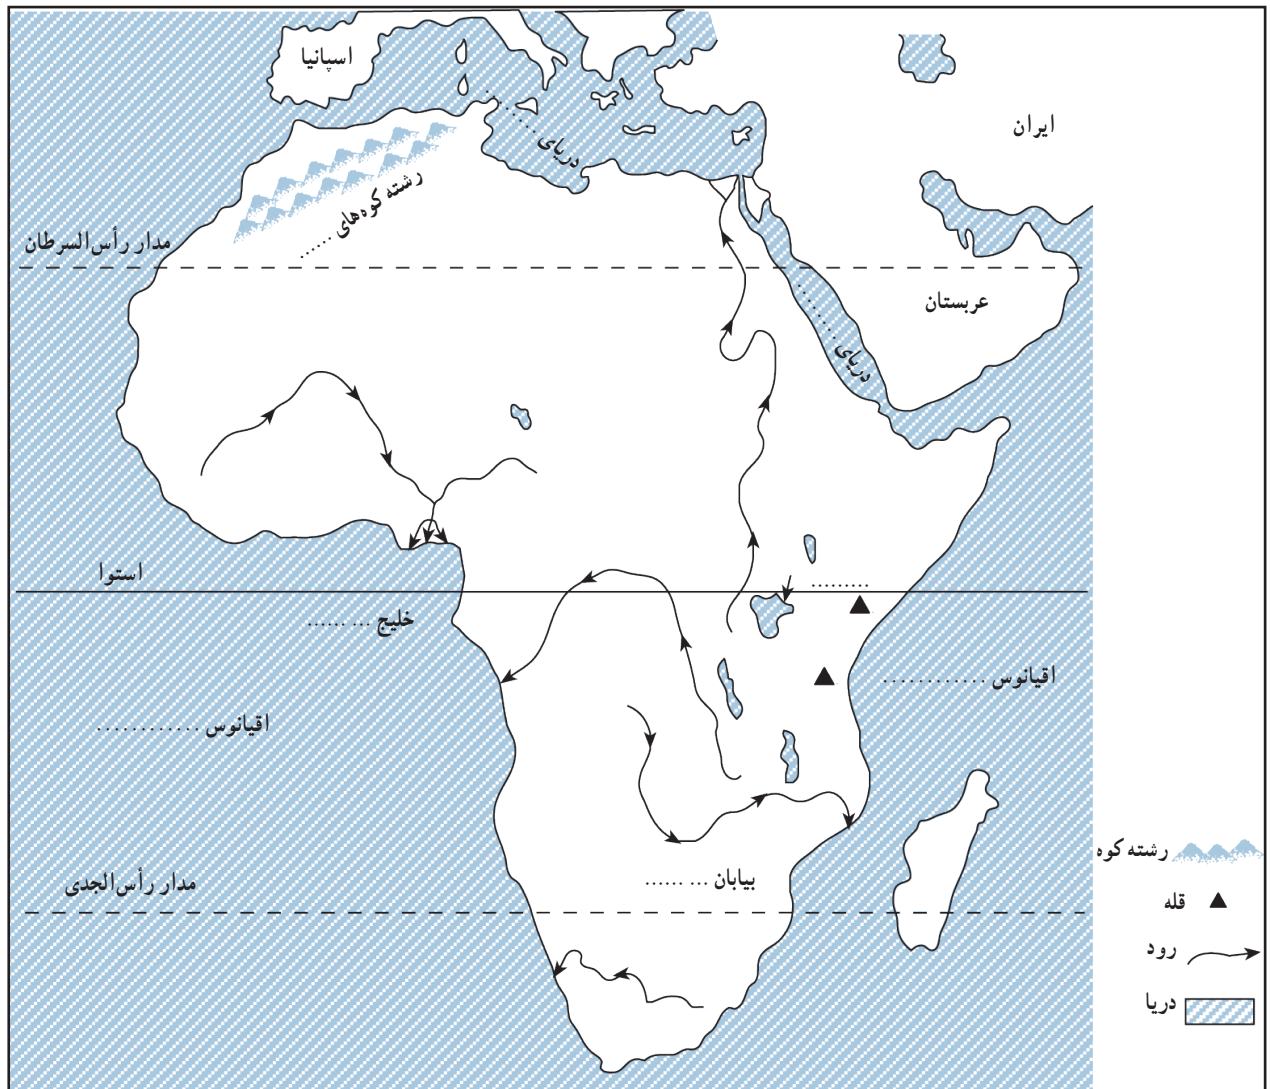 اسپانیا
ایران
دریای ........
رشته کوه‌های ......
مدار رأس‌السرطان
عربستان
دریای ........
استوا
.........
خلیج ... ......
اقیانوس ............
اقیانوس ............
رشته کوه
مدار رأس‌الجدی
بیابان ... ......
قله
رود
دریا